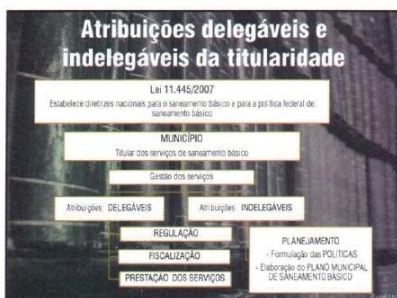 Atribuições delegáveis e
indelegáveis da titularidade
Lei 11.445/2007
Estabelece diretrizes nacionais para o saneamento básico e para a política federal de
saneamento básico
MUNICÍPIO
Titular dos serviços de saneamento básico
Gestão dos serviços
Atribuições DELEGÁVEIS
Atribuições INDELEGÁVEIS
REGULAÇÃO
FISCALIZAÇÃO
PRESTAÇÃO DOS SERVIÇOS
PLANEJAMENTO
- Formulação das POLÍTICAS
- Elaboração do PLANO MUNICIPAL
DE SANEAMENTO BÁSICO